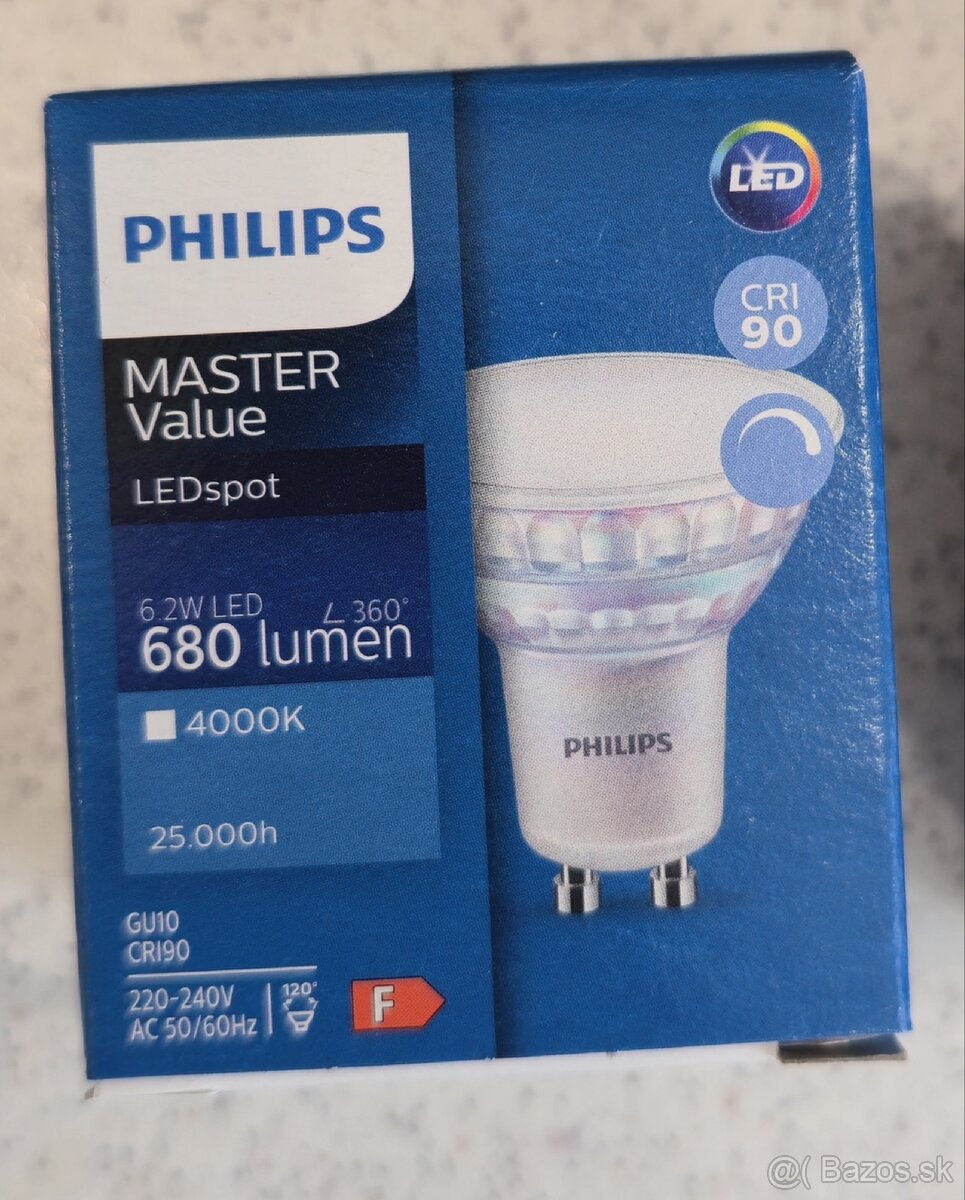 PHILIPS
MASTER
Value
LEDspot
6.2W LED ∠360°
680 lumen
4000K
25.000h
GU10
CRI90
220-240V
AC 50/60Hz
120°
F
LED
CRI
90
PHILIPS
@( Bazos.sk